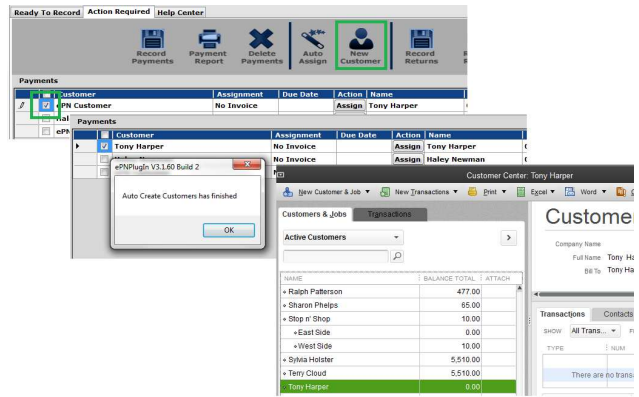 Ready To Record Action Required Help Center
Record Payments
Payment Report
Delete Payments
Auto Assign
New Customer
Record Returns
Payments
Customer Assignment Due Date Action Name
ePN Customer No Invoice Assign Tony Harper
Hal
ePN
Payments
Customer Assignment Due Date Action Name
Tony Harper No Invoice Assign Tony Harper
No Invoice Assign Haley Newman
ePNPlugIn V3.1.60 Build 2
Auto Create Customers has finished
OK
Customer Center: Tony Harper
New Customer & Job New Transactions Print Excel Word
Customers & Jobs Transactions
Active Customers
NAME BALANCE TOTAL ATTACH
Ralph Patterson 477.00
Sharon Phelps 65.00
Stop n' Shop 10.00
East Side 0.00
West Side 10.00
Sylvia Holster 5,510.00
Terry Cloud 5,510.00
Tony Harper 0.00
Customer
Company Name
Full Name Tony Ha
Bill To Tony Ha
Transactions Contacts
SHOW All Trans...
TYPE NUM
There are no trans